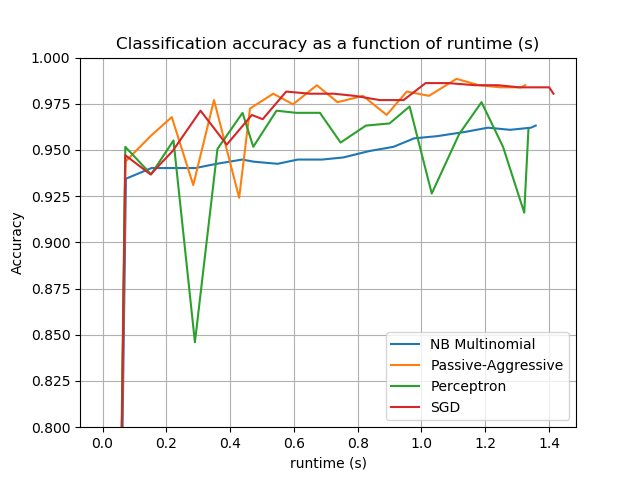 Classification accuracy as a function of runtime (s)
1.000
0.975
0.950
0.925
0.900
0.875
0.850
0.825
0.800
Accuracy
NB Multinomial
Passive-Aggressive
Perceptron
SGD
0.0 0.2 0.4 0.6 0.8 1.0 1.2 1.4
runtime (s)